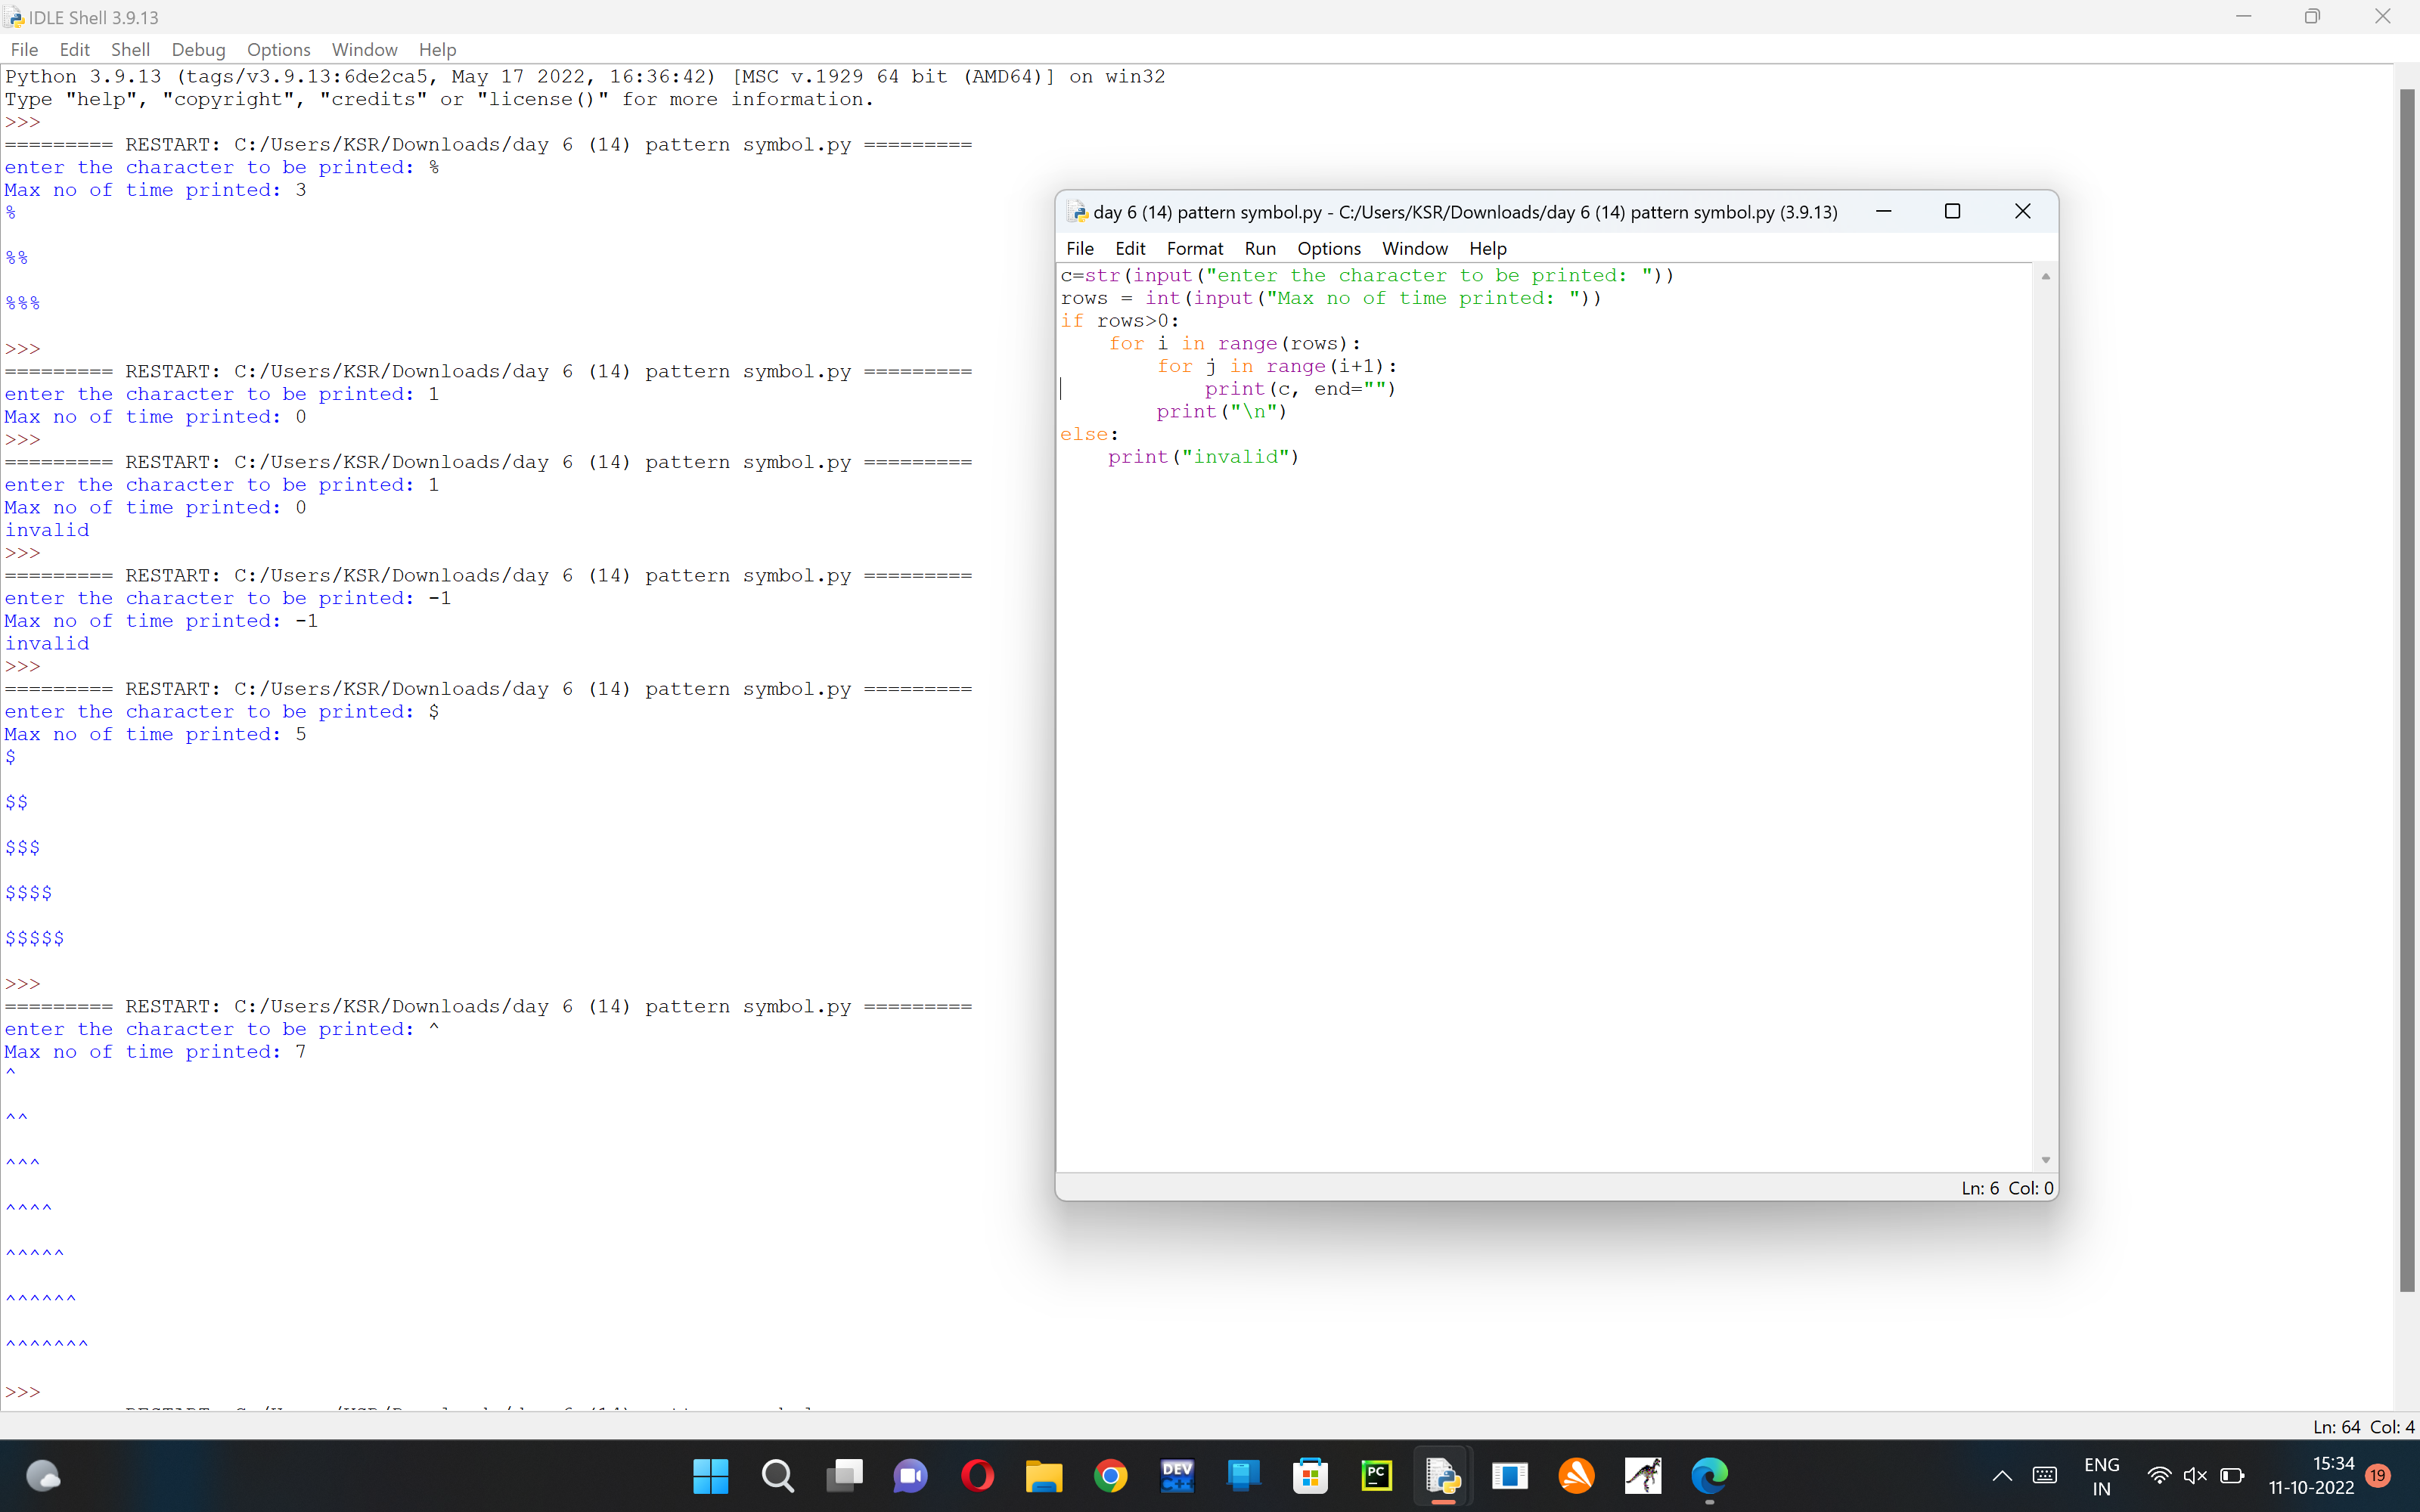 IDLE Shell 3.9.13
File Edit Shell Debug Options Window Help
Python 3.9.13 (tags/v3.9.13:6de2ca5, May 17 2022, 16:36:42) [MSC v.1929 64 bit (AMD64)] on win32
Type "help", "copyright", "credits" or "license()" for more information.
>>>
========= RESTART: C:/Users/KSR/Downloads/day 6 (14) pattern symbol.py =========
enter the character to be printed: %
Max no of time printed: 3
%
%%
%%%
>>>
========= RESTART: C:/Users/KSR/Downloads/day 6 (14) pattern symbol.py =========
enter the character to be printed: 1
Max no of time printed: 0
>>>
========= RESTART: C:/Users/KSR/Downloads/day 6 (14) pattern symbol.py =========
enter the character to be printed: 1
Max no of time printed: 0
invalid
>>>
========= RESTART: C:/Users/KSR/Downloads/day 6 (14) pattern symbol.py =========
enter the character to be printed: -1
Max no of time printed: -1
invalid
>>>
========= RESTART: C:/Users/KSR/Downloads/day 6 (14) pattern symbol.py =========
enter the character to be printed: $
Max no of time printed: 5
$
$$
$$$
$$$$
$$$$$
>>>
========= RESTART: C:/Users/KSR/Downloads/day 6 (14) pattern symbol.py =========
enter the character to be printed: ^
Max no of time printed: 7
^
^^
^^^
^^^^
^^^^^
^^^^^^
^^^^^^^
>>>
Ln: 64 Col: 4
day 6 (14) pattern symbol.py - C:/Users/KSR/Downloads/day 6 (14) pattern symbol.py (3.9.13)
File Edit Format Run Options Window Help
c=str(input("enter the character to be printed: "))
rows = int(input("Max no of time printed: "))
if rows>0:
    for i in range(rows):
        for j in range(i+1):
            print(c, end="")
        print("\n")
else:
    print("invalid")
Ln: 6 Col: 0
DEV
C++
PC
ENG
IN
15:34
11-10-2022
19